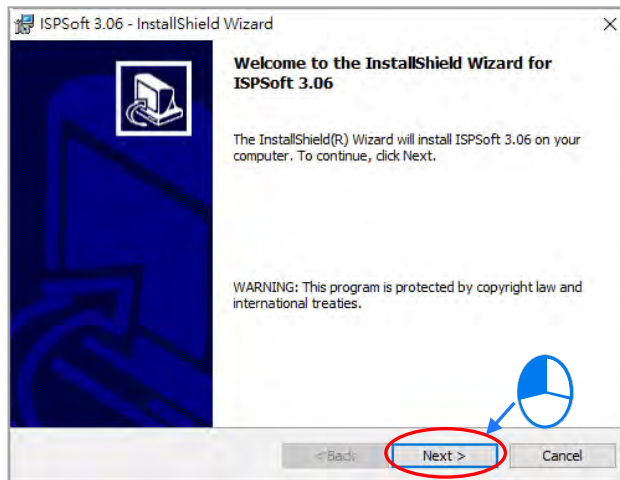 ISPSoft 3.06 - InstallShield Wizard
Welcome to the InstallShield Wizard for
ISPSoft 3.06
The InstallShield(R) Wizard will install ISPSoft 3.06 on your
computer. To continue, click Next.
WARNING: This program is protected by copyright law and
international treaties.
< Back
Next >
Cancel